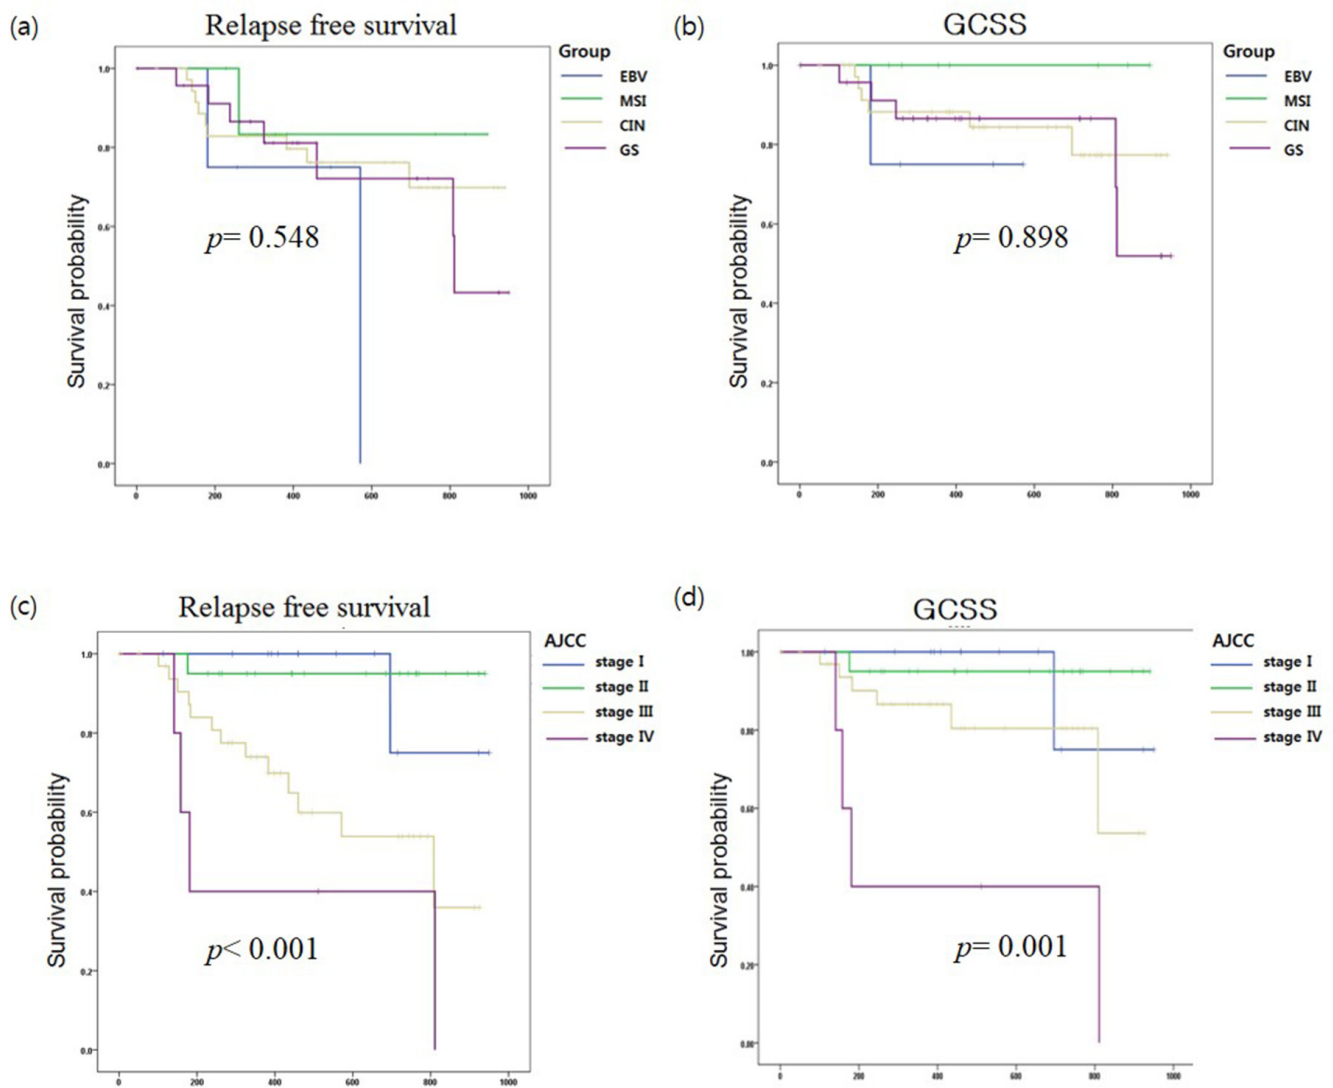 (a)
Relapse free survival
Group
EBV
MSI
CIN
GS
Survival probability
1.0
0.8
0.6
0.4
0.2
0.0
p= 0.548
0 200 400 600 800 1000
(b)
GCSS
Group
EBV
MSI
CIN
GS
Survival probability
1.0
0.8
0.6
0.4
0.2
0.0
p= 0.898
0 200 400 600 800 1000
(c)
Relapse free survival
AJCC
stage I
stage II
stage III
stage IV
Survival probability
1.0
0.8
0.6
0.4
0.2
0.0
p< 0.001
0 200 400 600 800 1000
(d)
GCSS
AJCC
stage I
stage II
stage III
stage IV
Survival probability
1.00
0.80
0.60
0.40
0.20
0.00
p= 0.001
0 200 400 600 800 1000